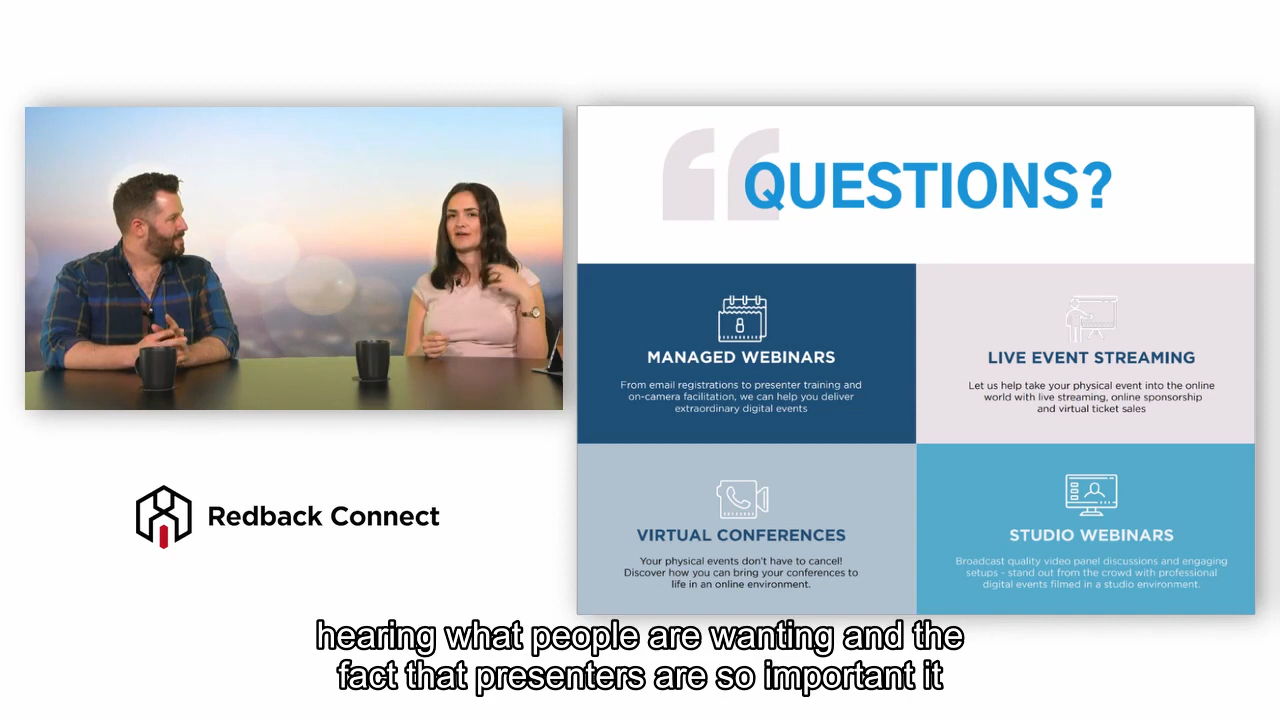 QUESTIONS?
MANAGED WEBINARS
From email registrations to presenter training and
on-camera facilitation, we can help you deliver
extraordinary digital events
LIVE EVENT STREAMING
Let us help take your physical event into the online
world with live streaming, online sponsorship
and virtual ticket sales
VIRTUAL CONFERENCES
Your physical events don't have to cancel!
Discover how you can bring your conferences to
life in an online environment.
STUDIO WEBINARS
Broadcast quality video panel discussions and engaging
setups - stand out from the crowd with professional
digital events filmed in a studio environment.
Redback Connect
hearing what people are wanting and the
fact that presenters are so important it